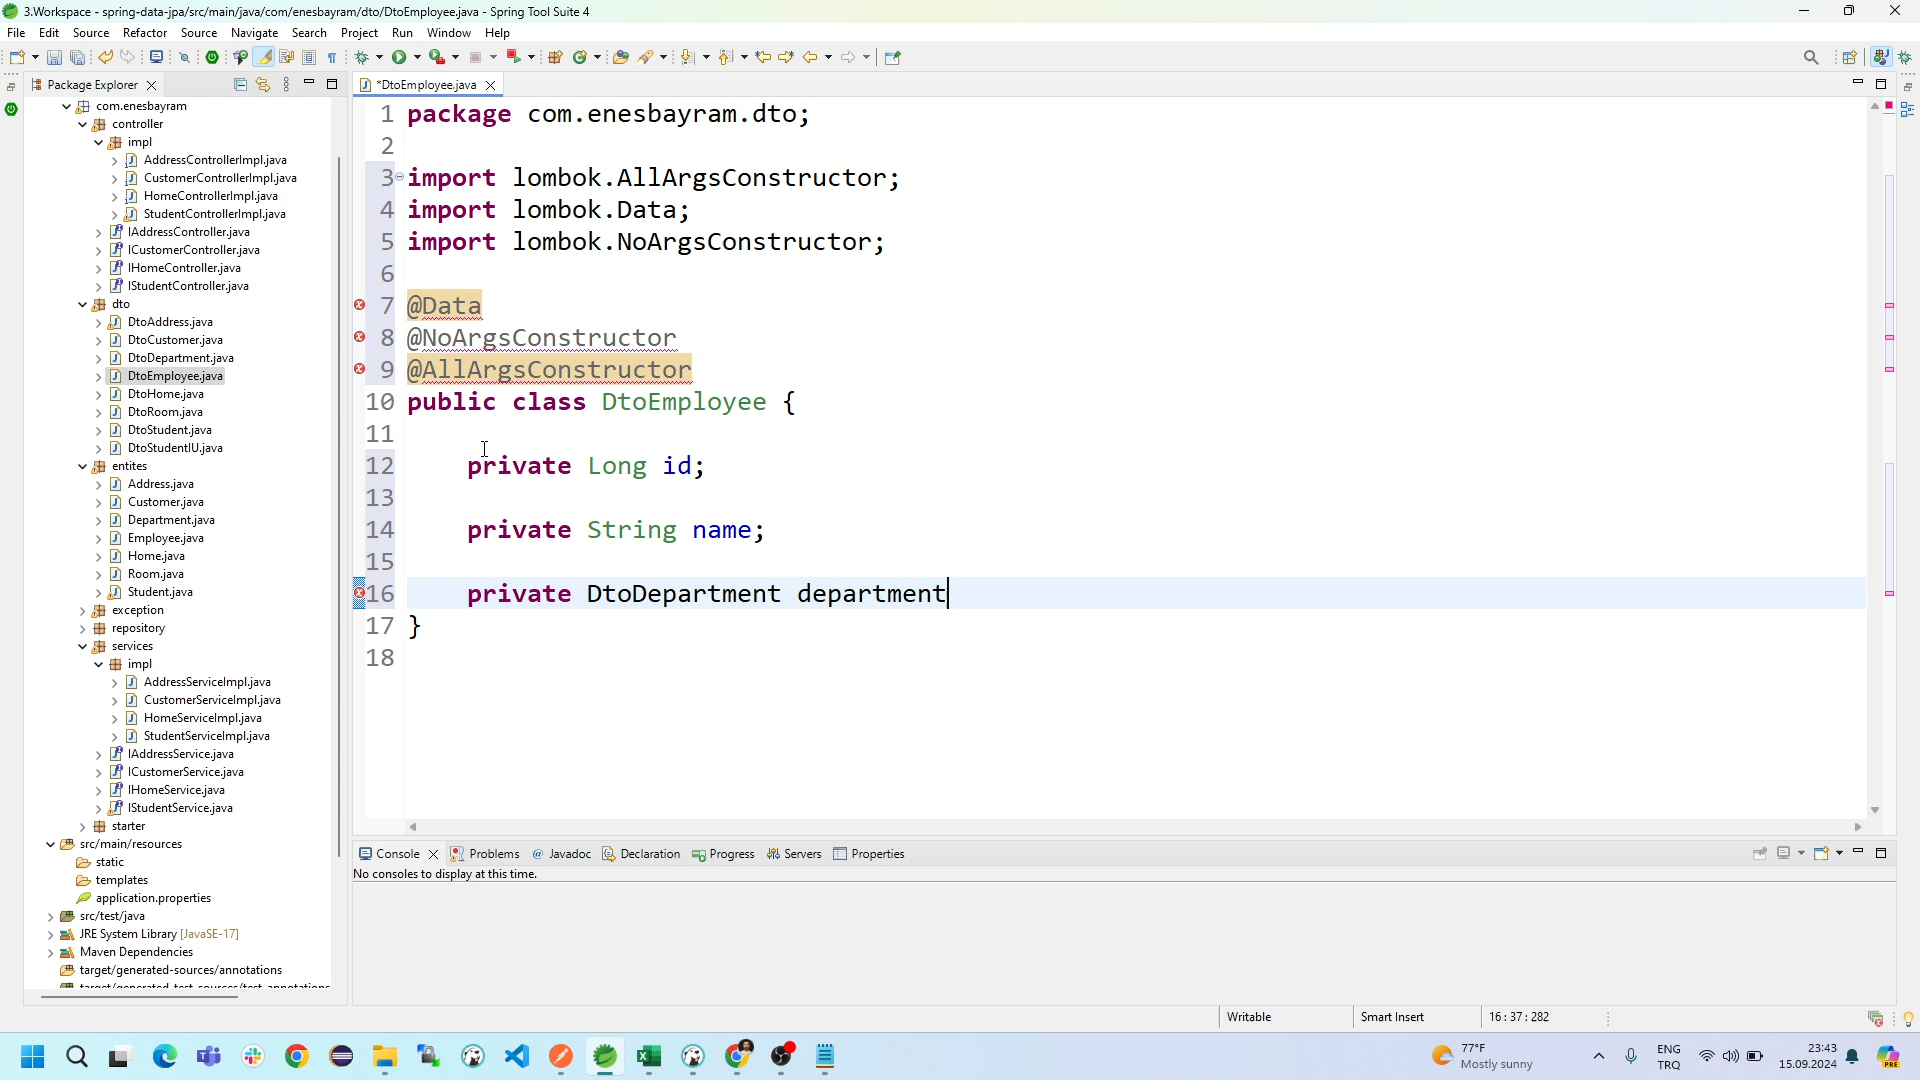 3.Workspace - spring-data-jpa/src/main/java/com/enesbayram/dto/DtoEmployee.java - Spring Tool Suite 4
File Edit Source Refactor Source Navigate Search Project Run Window Help
Package Explorer
*DtoEmployee.java
com.enesbayram
controller
impl
AddressControllerImpl.java
CustomerControllerImpl.java
HomeControllerImpl.java
StudentControllerImpl.java
IAddressController.java
ICustomerController.java
IHomeController.java
IStudentController.java
dto
DtoAddress.java
DtoCustomer.java
DtoDepartment.java
DtoEmployee.java
DtoHome.java
DtoRoom.java
DtoStudent.java
DtoStudentIU.java
entites
Address.java
Customer.java
Department.java
Employee.java
Home.java
Room.java
Student.java
exception
repository
services
impl
AddressServiceImpl.java
CustomerServiceImpl.java
HomeServiceImpl.java
StudentServiceImpl.java
IAddressService.java
ICustomerService.java
IHomeService.java
IStudentService.java
starter
src/main/resources
static
templates
application.properties
src/test/java
JRE System Library [JavaSE-17]
Maven Dependencies
target/generated-sources/annotations
target/generated-test-sources/test-annotations
1 package com.enesbayram.dto;
2
3 import lombok.AllArgsConstructor;
4 import lombok.Data;
5 import lombok.NoArgsConstructor;
6
7 @Data
8 @NoArgsConstructor
9 @AllArgsConstructor
10 public class DtoEmployee {
11
12 private Long id;
13
14 private String name;
15
16 private DtoDepartment department
17 }
18
Console Problems @ Javadoc Declaration Progress Servers Properties
No consoles to display at this time.
Writable Smart Insert 16 : 37 : 282
77°F
Mostly sunny
ENG
TRQ
23:43
15.09.2024
PRE